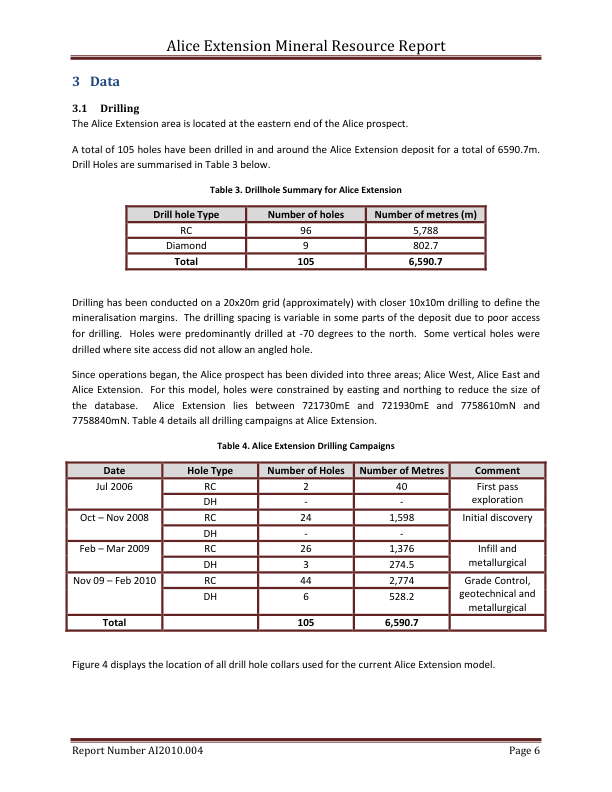 Alice Extension Mineral Resource Report
3 Data
3.1 Drilling
The Alice Extension area is located at the eastern end of the Alice prospect.
A total of 105 holes have been drilled in and around the Alice Extension deposit for a total of 6590.7m.
Drill Holes are summarised in Table 3 below.
Table 3. Drillhole Summary for Alice Extension
Drill hole Type Number of holes Number of metres (m)
RC 96 5,788
Diamond 9 802.7
Total 105 6,590.7
Drilling has been conducted on a 20x20m grid (approximately) with closer 10x10m drilling to define the
mineralisation margins. The drilling spacing is variable in some parts of the deposit due to poor access
for drilling. Holes were predominantly drilled at -70 degrees to the north. Some vertical holes were
drilled where site access did not allow an angled hole.
Since operations began, the Alice prospect has been divided into three areas; Alice West, Alice East and
Alice Extension. For this model, holes were constrained by easting and northing to reduce the size of
the database. Alice Extension lies between 721730mE and 721930mE and 7758610mN and
7758840mN. Table 4 details all drilling campaigns at Alice Extension.
Table 4. Alice Extension Drilling Campaigns
Date Hole Type Number of Holes Number of Metres Comment
Jul 2006 RC 2 40 First pass
DH - - exploration
Oct – Nov 2008 RC 24 1,598 Initial discovery
DH - -
Feb – Mar 2009 RC 26 1,376 Infill and
DH 3 274.5 metallurgical
Nov 09 – Feb 2010 RC 44 2,774 Grade Control,
DH 6 528.2 geotechnical and
metallurgical
Total 105 6,590.7
Figure 4 displays the location of all drill hole collars used for the current Alice Extension model.
Report Number AI2010.004 Page 6